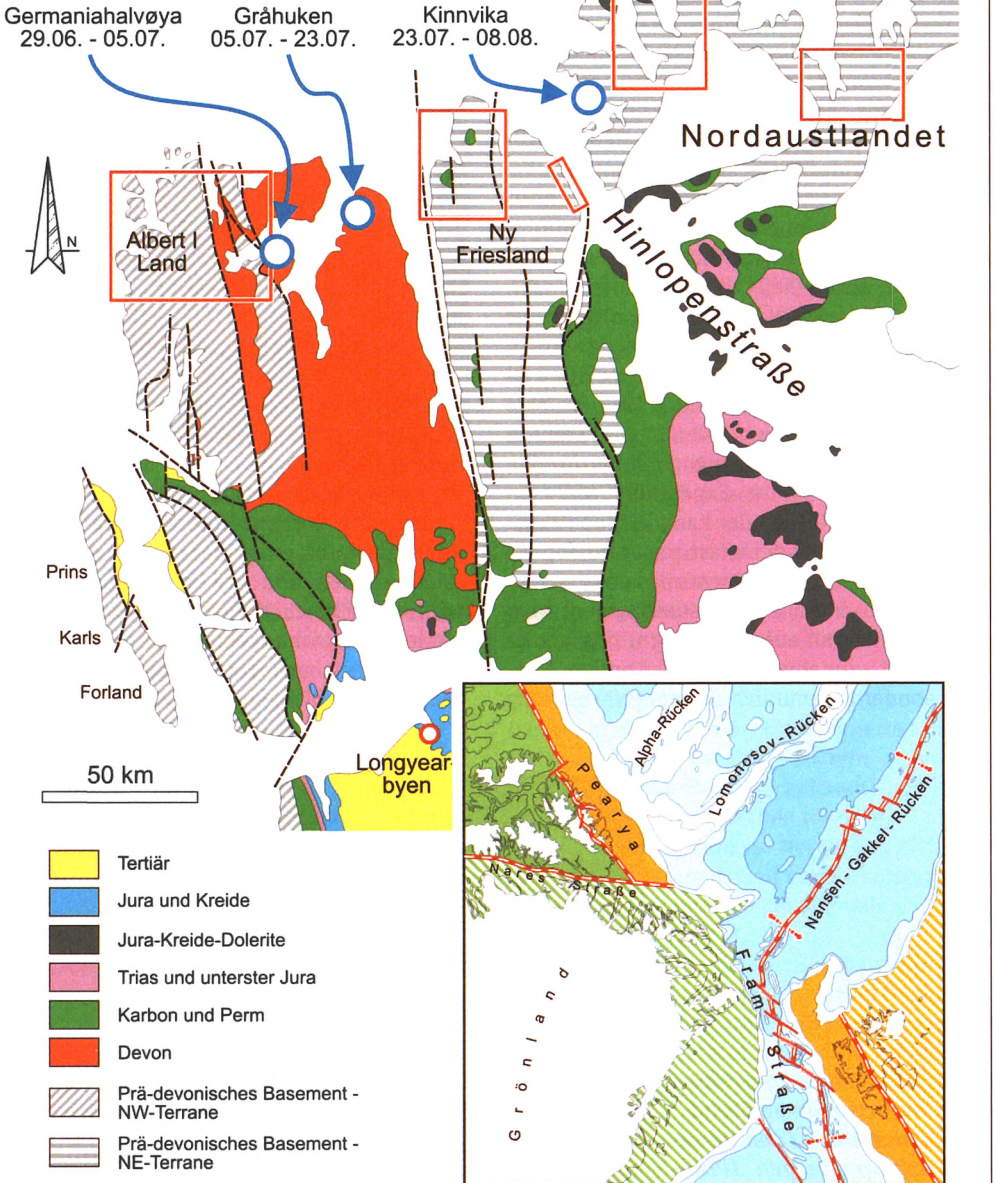 Germaniahalvøya
29.06. - 05.07.
Gråhuken
05.07. - 23.07.
Kinnvika
23.07. - 08.08.
Nordaustlandet
N
Albert I
Land
Ny
Friesland
Hinlopenstraße
Prins
Karls
Forland
Longyear-
byen
50 km
Tertiär
Jura und Kreide
Jura-Kreide-Dolerite
Trias und unterster Jura
Karbon und Perm
Devon
Prä-devonisches Basement -
NW-Terrane
Prä-devonisches Basement -
NE-Terrane
Alpha-Rücken
Lomonosov-Rücken
Pearya
Nansen-Gakkel-Rücken
Nares Straße
Fram Straße
Grönland